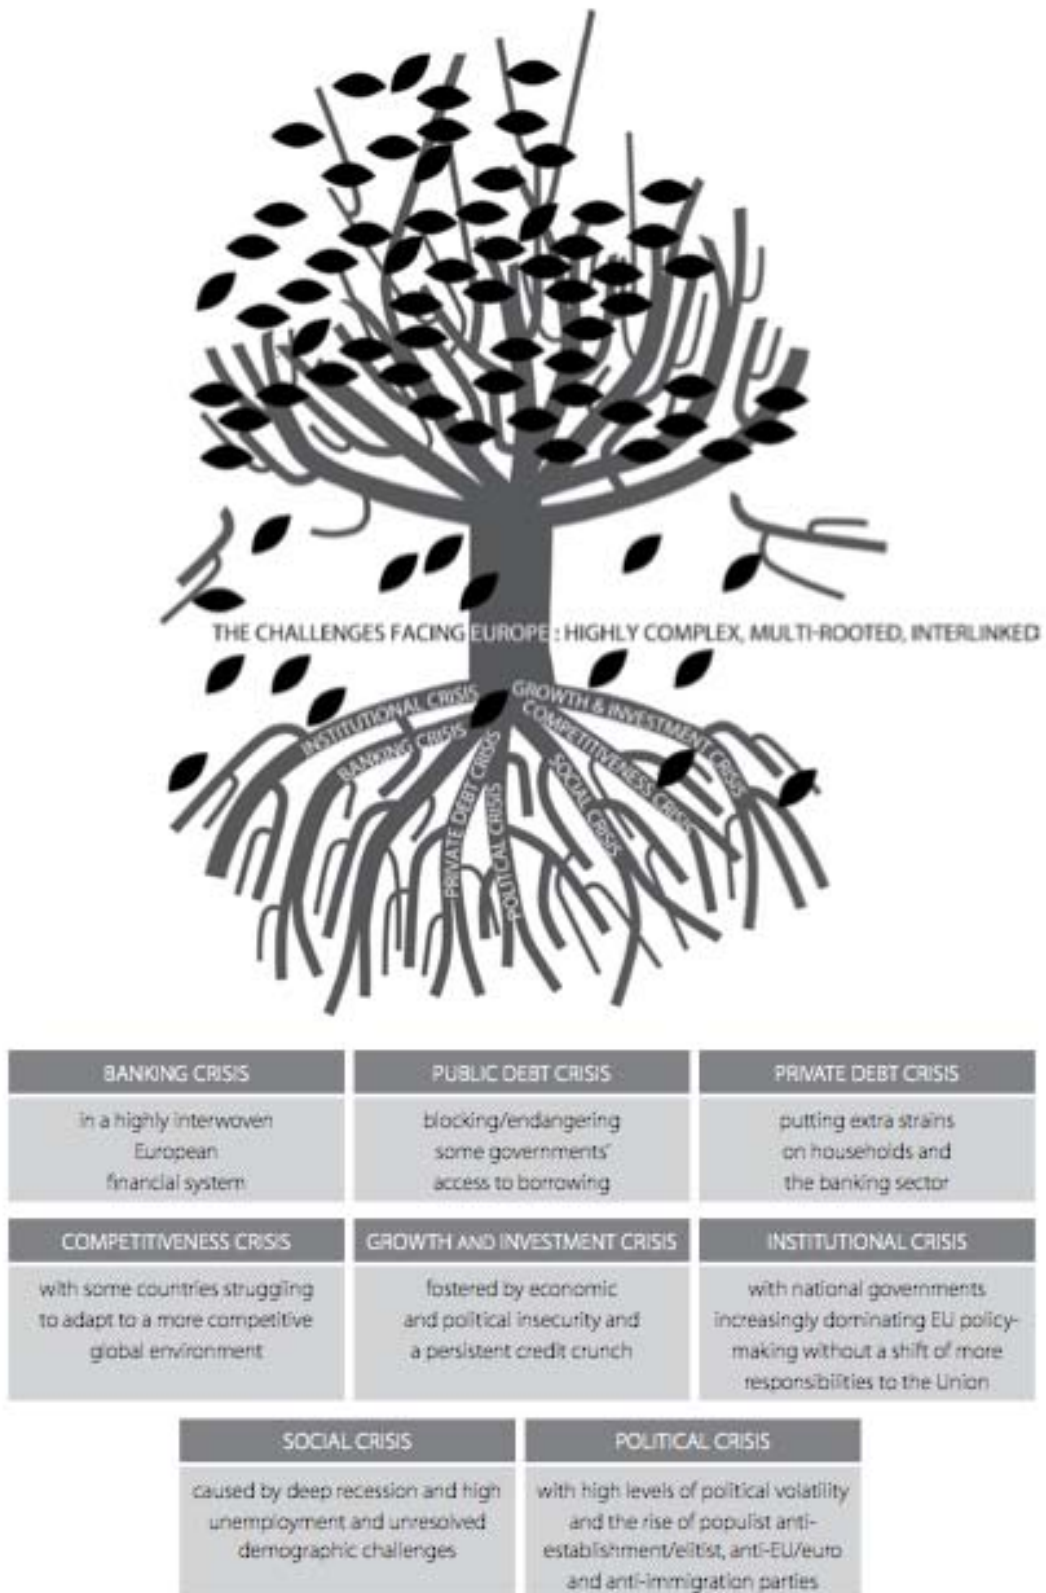 THE CHALLENGES FACING EUROPE : HIGHLY COMPLEX, MULTI-ROOTED, INTERLINKED
INSTITUTIONAL CRISIS
BANKING CRISIS
PRIVATE DEBT CRISIS
POLITCAL CRISIS
SOCIAL CRISIS
COMPETITIVENESS CRISIS
GROWTH & INVESTMENT CRISIS
BANKING CRISIS
in a highly interwoven
European
financial system
PUBLIC DEBT CRISIS
blocking/endangering
some governments'
access to borrowing
PRIVATE DEBT CRISIS
putting extra strains
on households and
the banking sector
COMPETITIVENESS CRISIS
with some countries struggling
to adapt to a more competitive
global environment
GROWTH AND INVESTMENT CRISIS
fostered by economic
and political insecurity and
a persistent credit crunch
INSTITUTIONAL CRISIS
with national governments
increasingly dominating EU policy-
making without a shift of more
responsibilities to the Union
SOCIAL CRISIS
caused by deep recession and high
unemployment and unresolved
demographic challenges
POLITICAL CRISIS
with high levels of political volatility
and the rise of populist anti-
establishment/elitist, anti-EU/euro
and anti-immigration parties